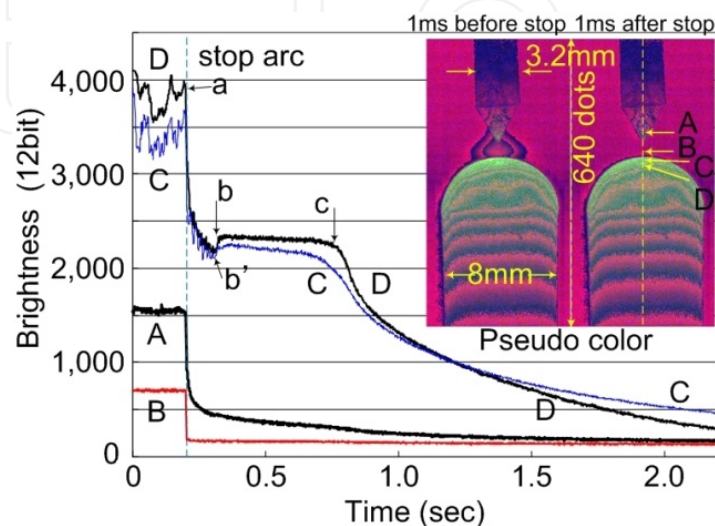 1ms before stop 1ms after stop
D
stop arc
3.2mm
4,000
a
640 dots
A
B
C
D
C
3,000
b
c
b'
C
D
2,000
8mm
Pseudo color
A
1,000
B
C
D
0
0
0.5
1.0
1.5
2.0
Time (sec)
Brightness (12bit)